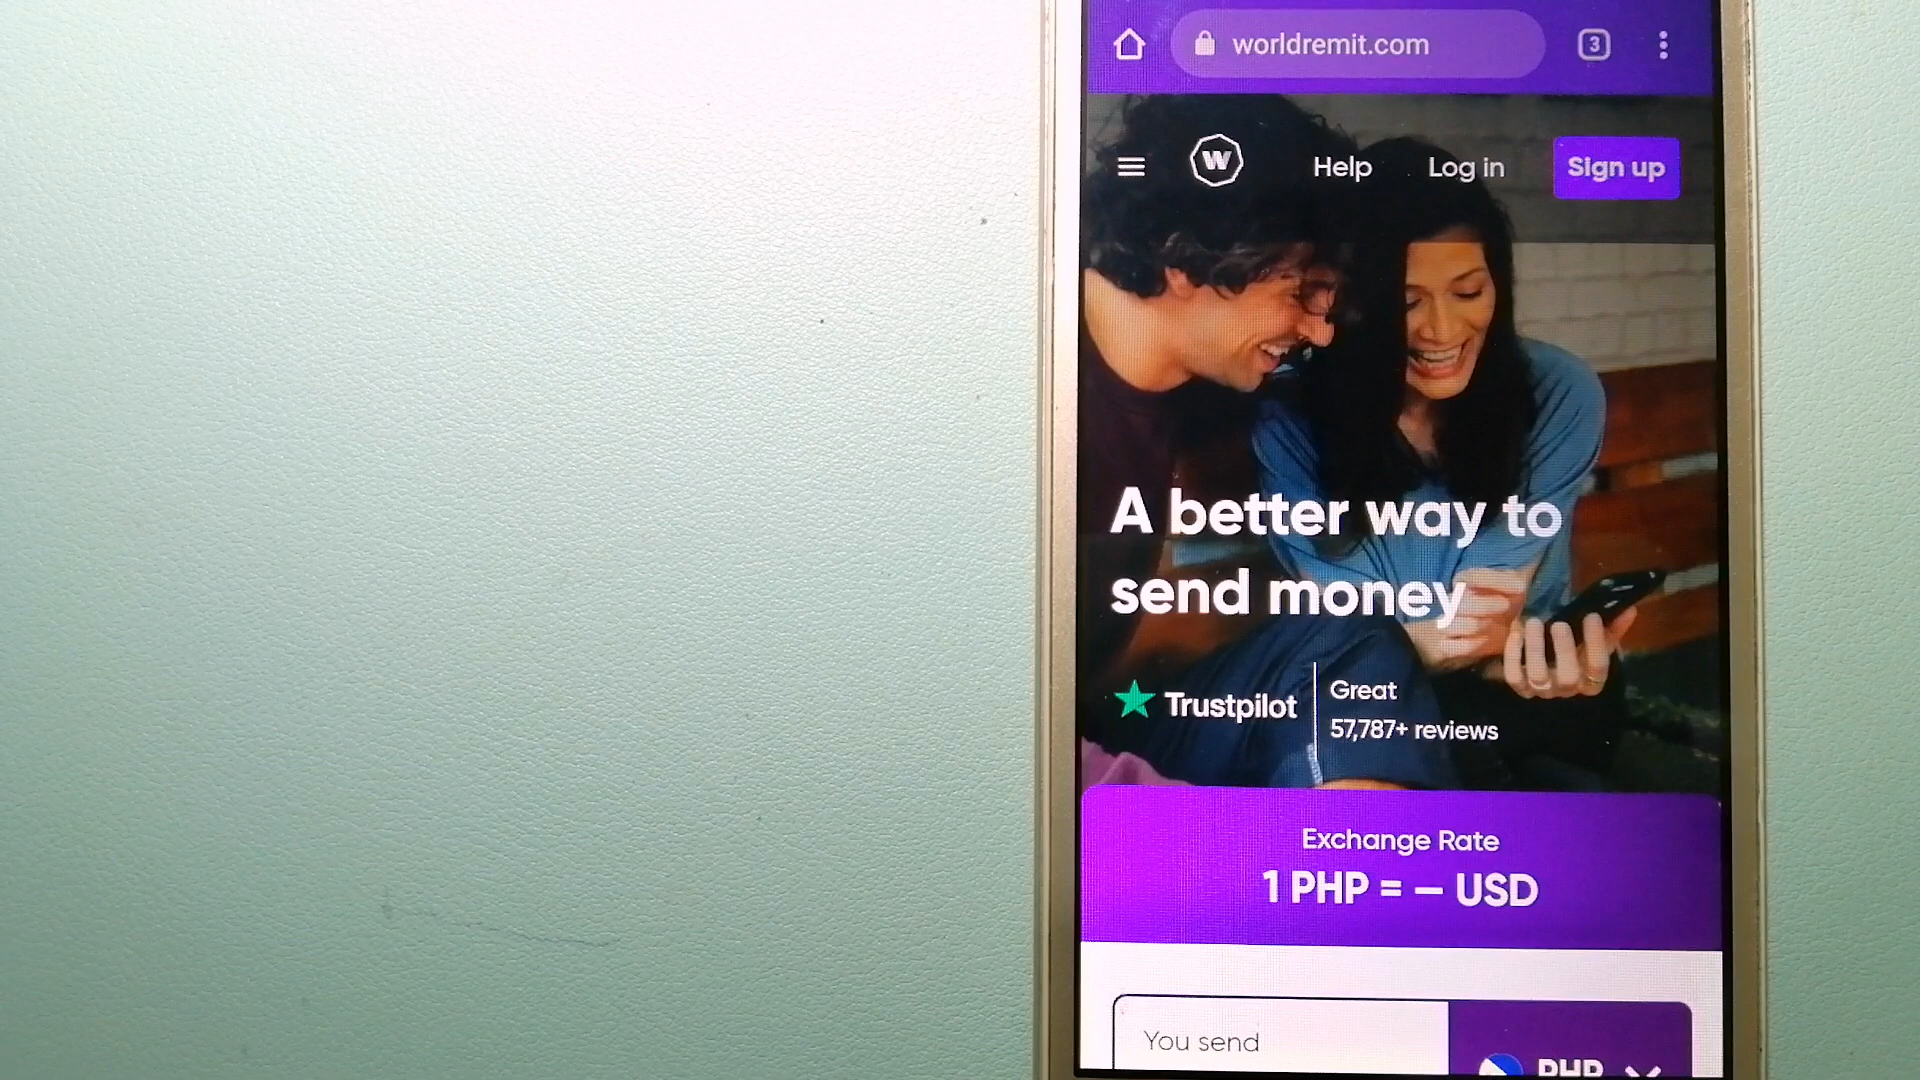 worldremit.com
3
W
Help
Log in
Sign up
A better way to
send money
Trustpilot
Great
57,787+ reviews
Exchange Rate
1 PHP = — USD
You send
PHP